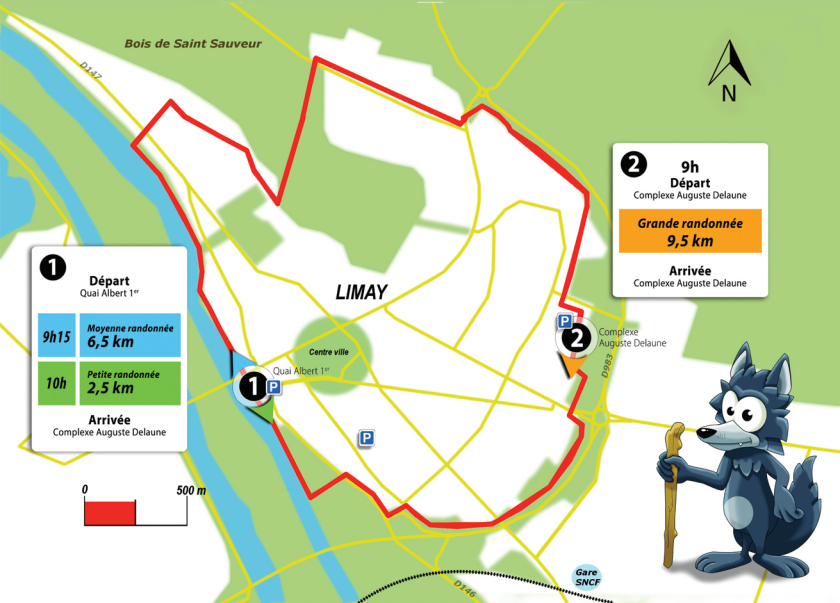 Bois de Saint Sauveur
D147
N
2
9h
Départ
Complexe Auguste Delaune
Grande randonnée
9,5 km
Arrivée
Complexe Auguste Delaune
1
Départ
Quai Albert 1er
9h15
Moyenne randonnée
6,5 km
10h
Petite randonnée
2,5 km
Arrivée
Complexe Auguste Delaune
LIMAY
P
2
Complexe
Auguste Delaune
Centre ville
D983
Quai Albert 1er
1
P
P
0
500 m
Gare
SNCF
D146